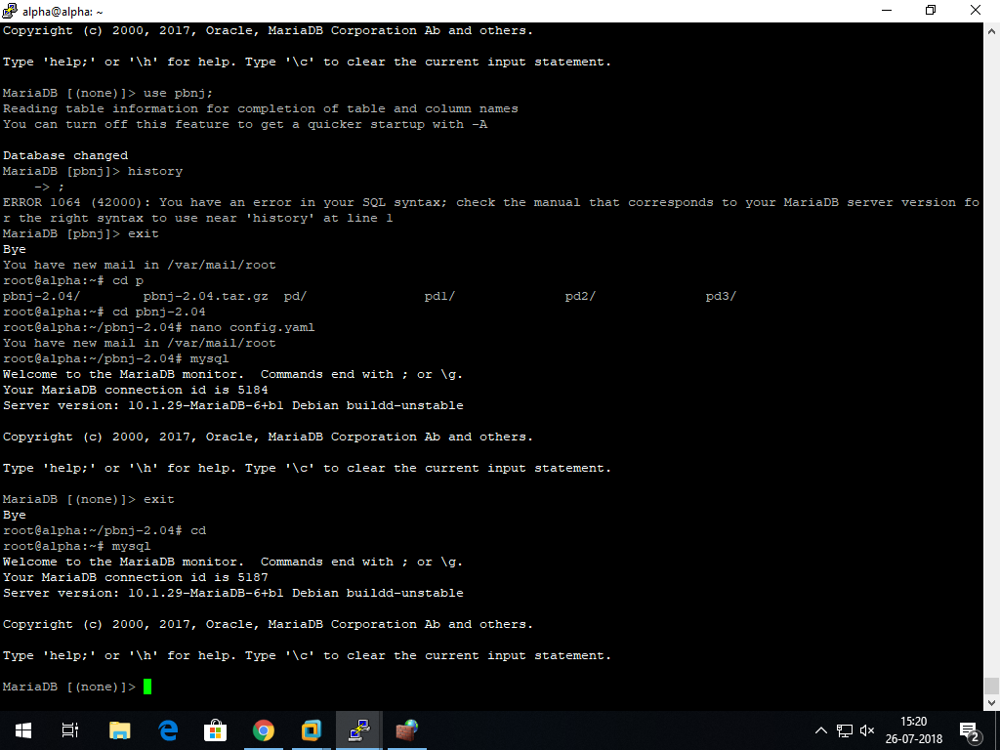 alpha@alpha: ~
Copyright (c) 2000, 2017, Oracle, MariaDB Corporation Ab and others.
Type 'help;' or '\h' for help. Type '\c' to clear the current input statement.
MariaDB [(none)]> use pbnj;
Reading table information for completion of table and column names
You can turn off this feature to get a quicker startup with -A
Database changed
MariaDB [pbnj]> history
    -> ;
ERROR 1064 (42000): You have an error in your SQL syntax; check the manual that corresponds to your MariaDB server version fo
r the right syntax to use near 'history' at line 1
MariaDB [pbnj]> exit
Bye
You have new mail in /var/mail/root
root@alpha:~# cd p
pbnj-2.04/        pbnj-2.04.tar.gz  pd/               pd1/              pd2/              pd3/
root@alpha:~# cd pbnj-2.04
root@alpha:~/pbnj-2.04# nano config.yaml
You have new mail in /var/mail/root
root@alpha:~/pbnj-2.04# mysql
Welcome to the MariaDB monitor.  Commands end with ; or \g.
Your MariaDB connection id is 5184
Server version: 10.1.29-MariaDB-6+b1 Debian buildd-unstable
Copyright (c) 2000, 2017, Oracle, MariaDB Corporation Ab and others.
Type 'help;' or '\h' for help. Type '\c' to clear the current input statement.
MariaDB [(none)]> exit
Bye
root@alpha:~/pbnj-2.04# cd
root@alpha:~# mysql
Welcome to the MariaDB monitor.  Commands end with ; or \g.
Your MariaDB connection id is 5187
Server version: 10.1.29-MariaDB-6+b1 Debian buildd-unstable
Copyright (c) 2000, 2017, Oracle, MariaDB Corporation Ab and others.
Type 'help;' or '\h' for help. Type '\c' to clear the current input statement.
MariaDB [(none)]>
15:20
26-07-2018
2